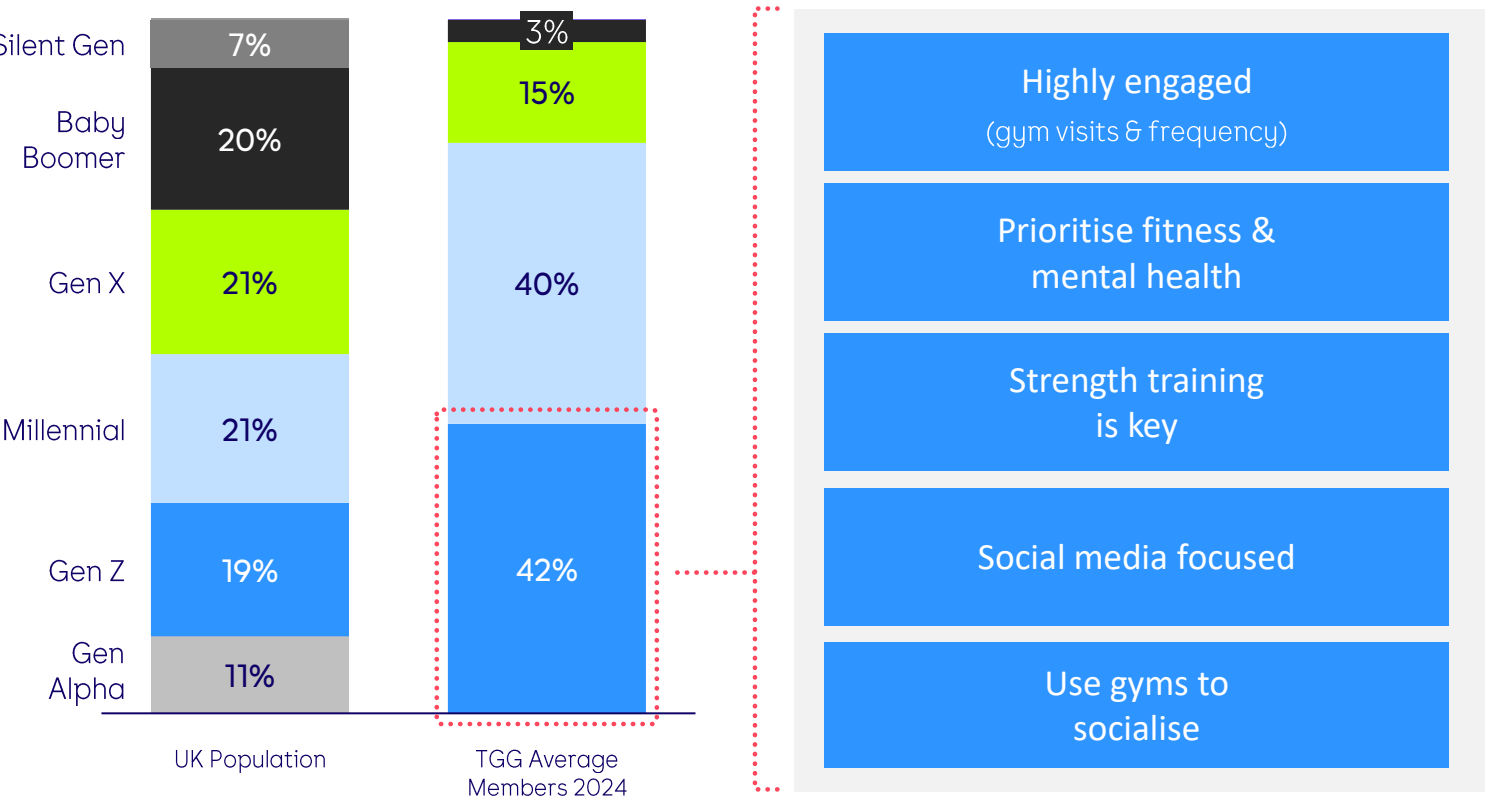 Silent Gen
7%
3%
Baby
Boomer
20%
15%
Gen X
21%
40%
Millennial
21%
Gen Z
19%
42%
Gen
Alpha
11%
UK Population
TGG Average
Members 2024
Highly engaged
(gym visits & frequency)
Prioritise fitness &
mental health
Strength training
is key
Social media focused
Use gyms to
socialise